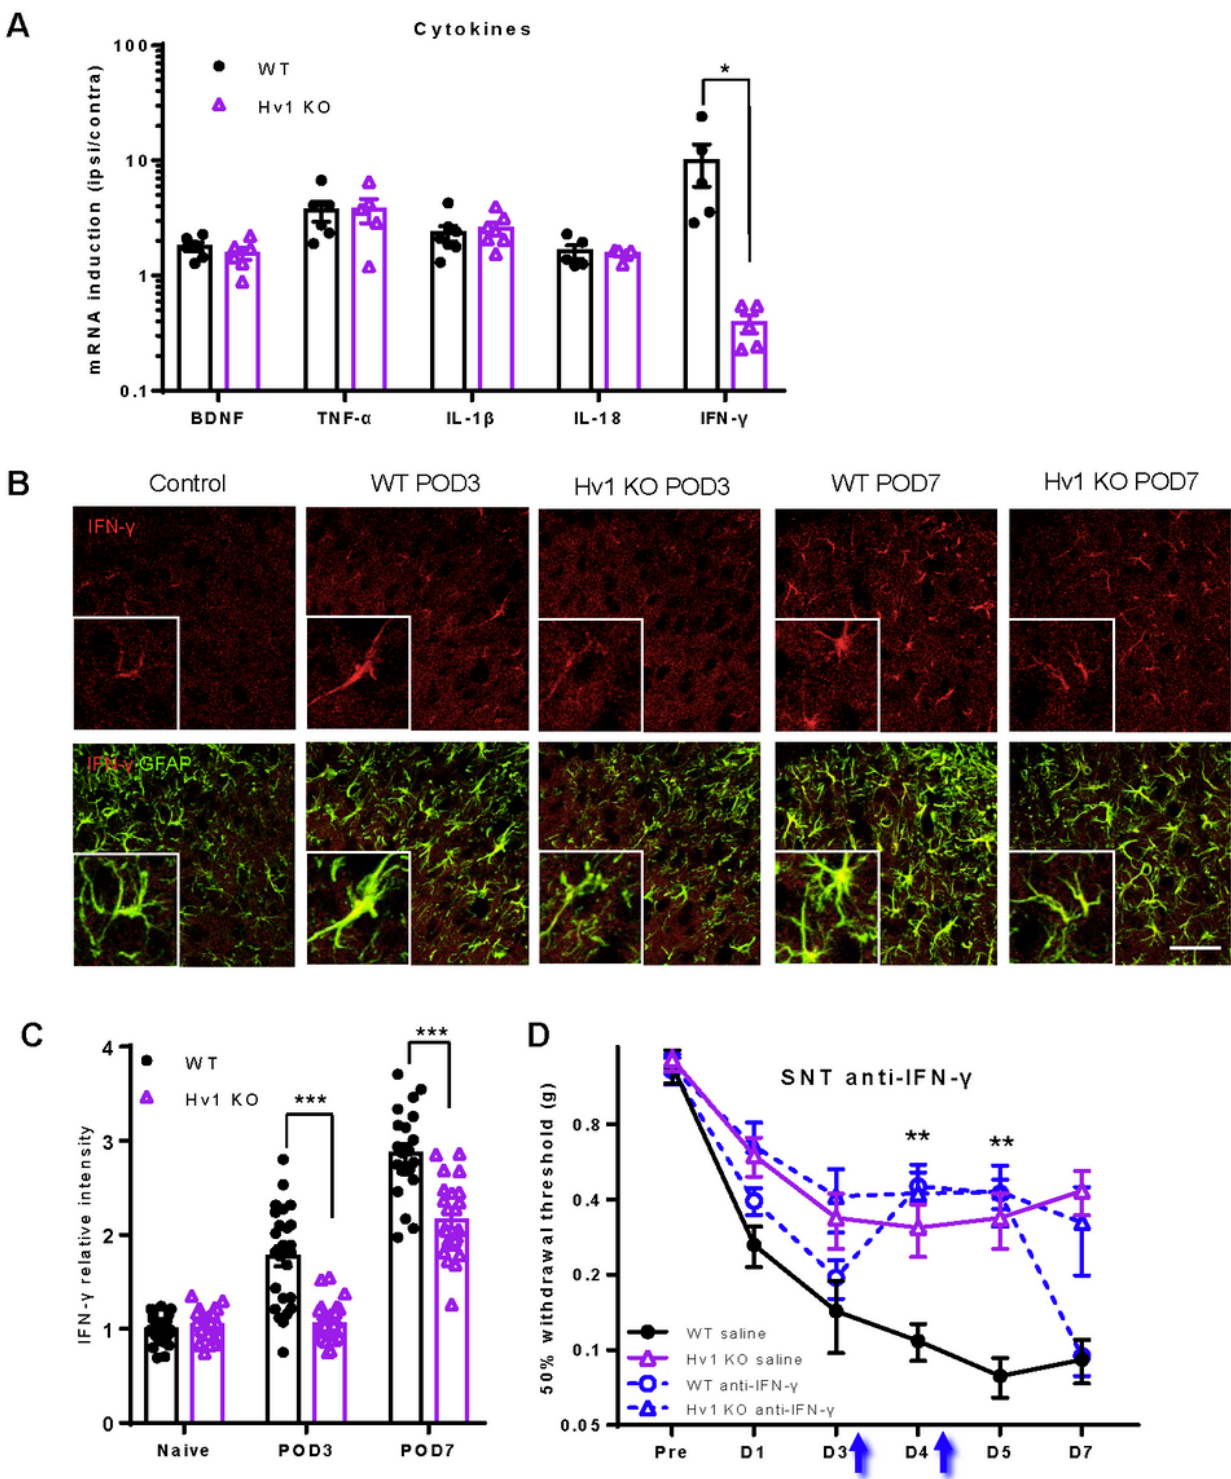 A
Cytokines
mRNA induction (ipsi/contra)
100
10
1
0.1
WT
Hv1 KO
*
BDNF TNF-α IL-1β IL-18 IFN-γ
B
Control WT POD3 Hv1 KO POD3 WT POD7 Hv1 KO POD7
IFN-γ
IFN-γ GFAP
C
IFN-γ relative intensity
4
3
2
1
0
WT
Hv1 KO
***
***
Naive POD3 POD7
D
SNT anti-IFN-γ
50% withdrawal threshold (g)
0.8
0.4
0.2
0.1
0.05
** **
WT saline
Hv1 KO saline
WT anti-IFN-γ
Hv1 KO anti-IFN-γ
Pre D1 D3 D4 D5 D7